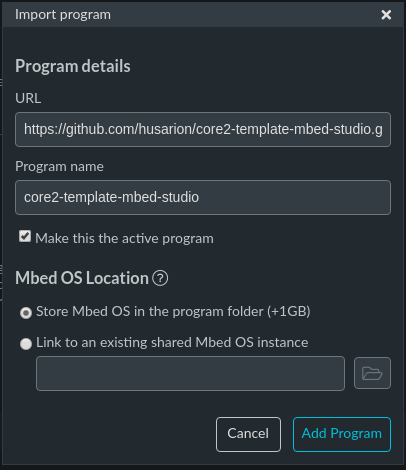 Import program
Program details
URL
https://github.com/husarion/core2-template-mbed-studio.g
Program name
core2-template-mbed-studio
Make this the active program
Mbed OS Location
Store Mbed OS in the program folder (+1GB)
Link to an existing shared Mbed OS instance
Cancel Add Program